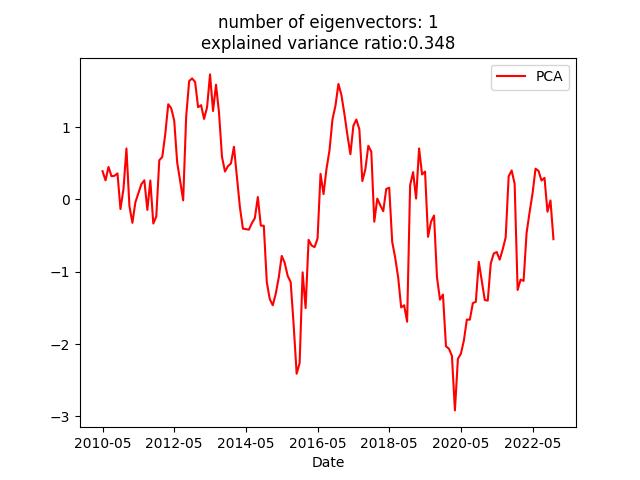 number of eigenvectors: 1
explained variance ratio:0.348
PCA
1
0
−1
−2
−3
2010-05 2012-05 2014-05 2016-05 2018-05 2020-05 2022-05
Date